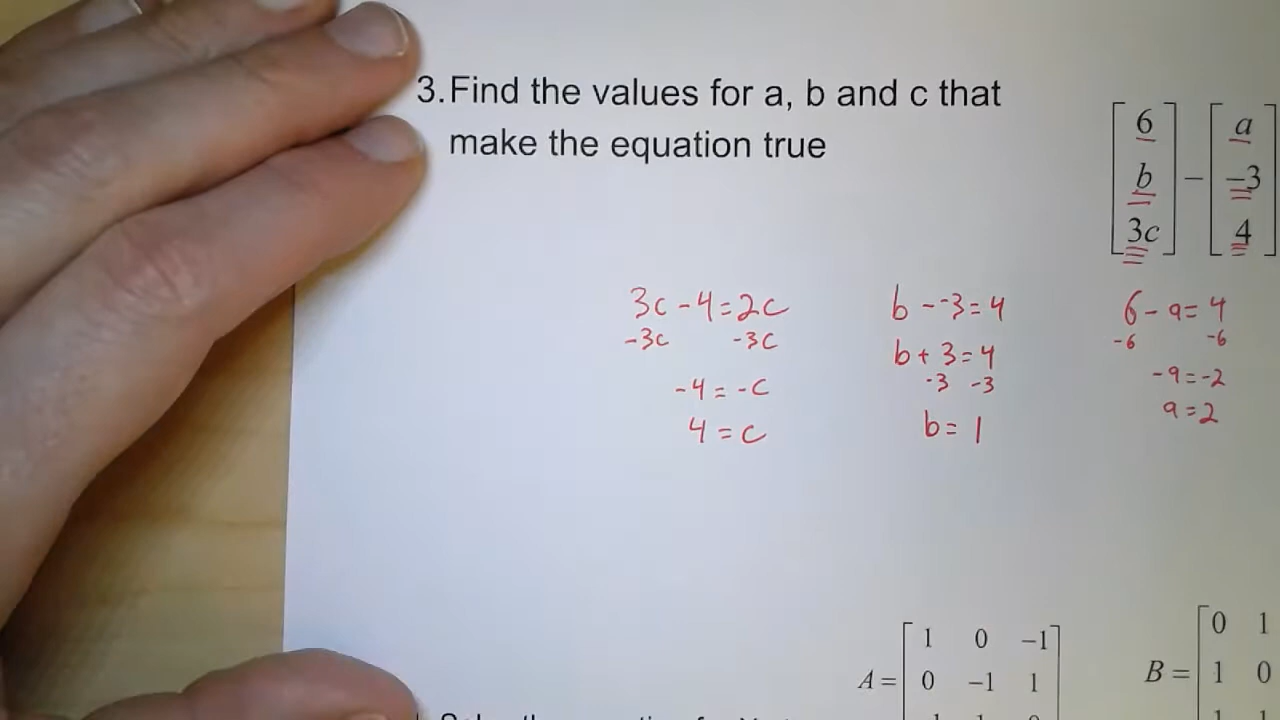 3. Find the values for a, b and c that
make the equation true
[6 b 3c] - [a -3 4]
3c - 4 = 2c
-3c -3c
-4 = -c
4 = c
b - -3 = 4
b + 3 = 4
-3 -3
b = 1
6 - a = 4
-6 -6
-a = -2
a = 2
A = 1 0 -1
0 -1 1
B = 0 1
1 0